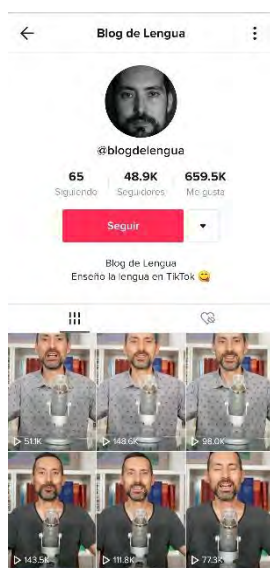 Blog de Lengua
@blogdelengua
65 48.9K 659.5K
Siguiendo Seguidores Me gusta
Seguir
Blog de Lengua
Enseño la lengua en TikTok 😋
51.1K 148.6K 98.0K
143.5K 111.8K 77.3K